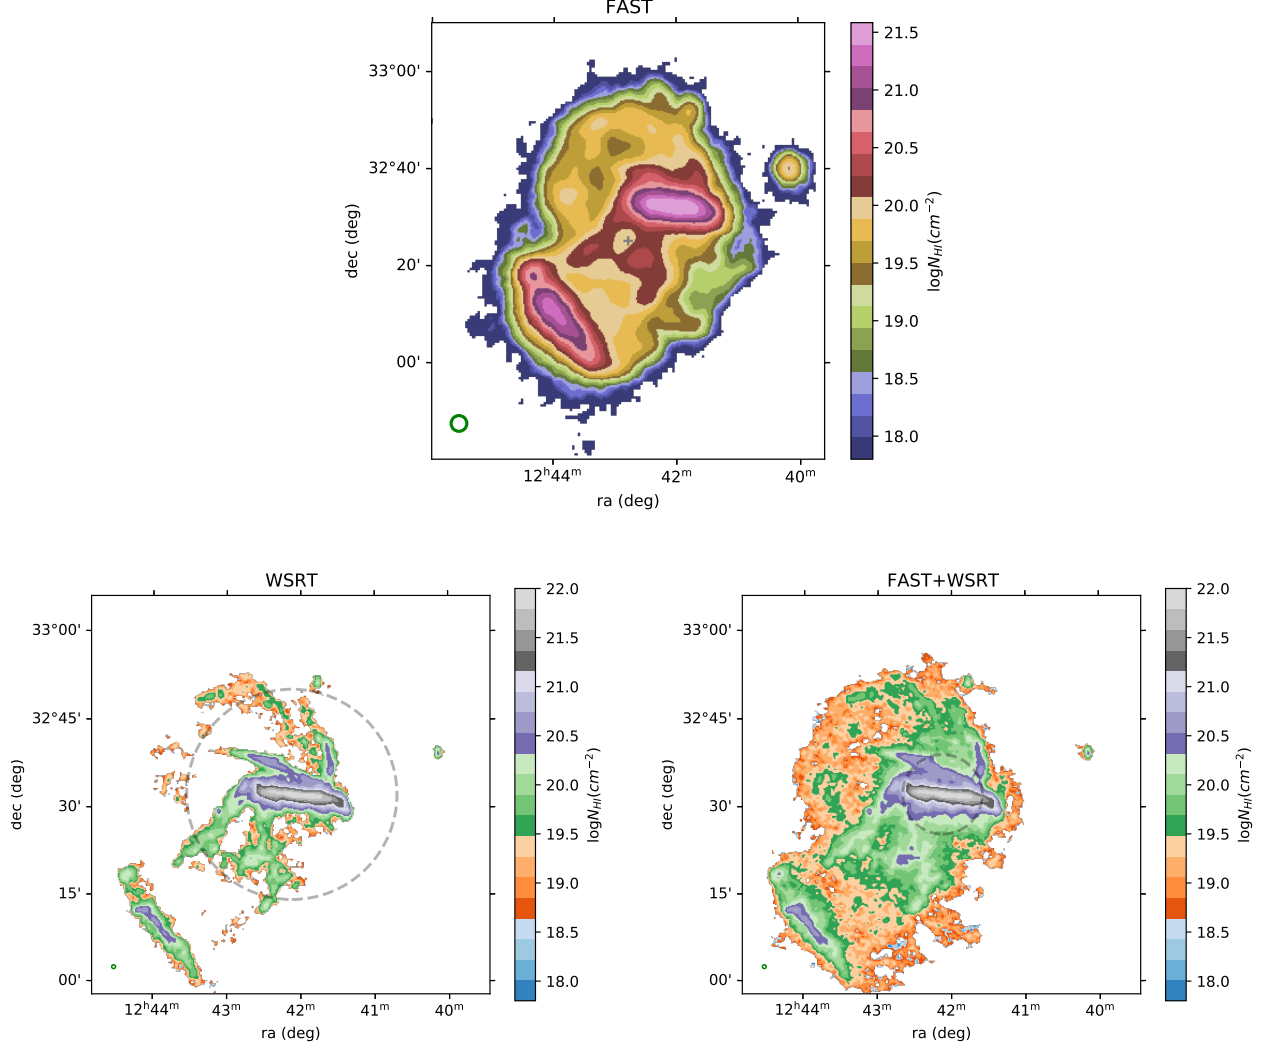 FAST
33°00'
32°40'
20'
00'
dec (deg)
12ʰ44ᵐ 42ᵐ 40ᵐ
ra (deg)
21.5
21.0
20.5
20.0
19.5
19.0
18.5
18.0
logN_HI(cm⁻²)
WSRT
33°00'
32°45'
30'
15'
00'
dec (deg)
12ʰ44ᵐ 43ᵐ 42ᵐ 41ᵐ 40ᵐ
ra (deg)
22.0
21.5
21.0
20.5
20.0
19.5
19.0
18.5
18.0
logN_HI(cm⁻²)
FAST+WSRT
33°00'
32°45'
30'
15'
00'
dec (deg)
12ʰ44ᵐ 43ᵐ 42ᵐ 41ᵐ 40ᵐ
ra (deg)
22.0
21.5
21.0
20.5
20.0
19.5
19.0
18.5
18.0
logN_HI(cm⁻²)